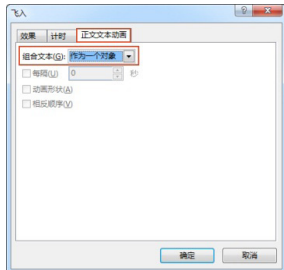 飞入
效果 计时 正文文本动画
组合文本(G): 作为一个对象
每隔(U) 0 秒
动画形状(A)
相反顺序(V)
确定 取消